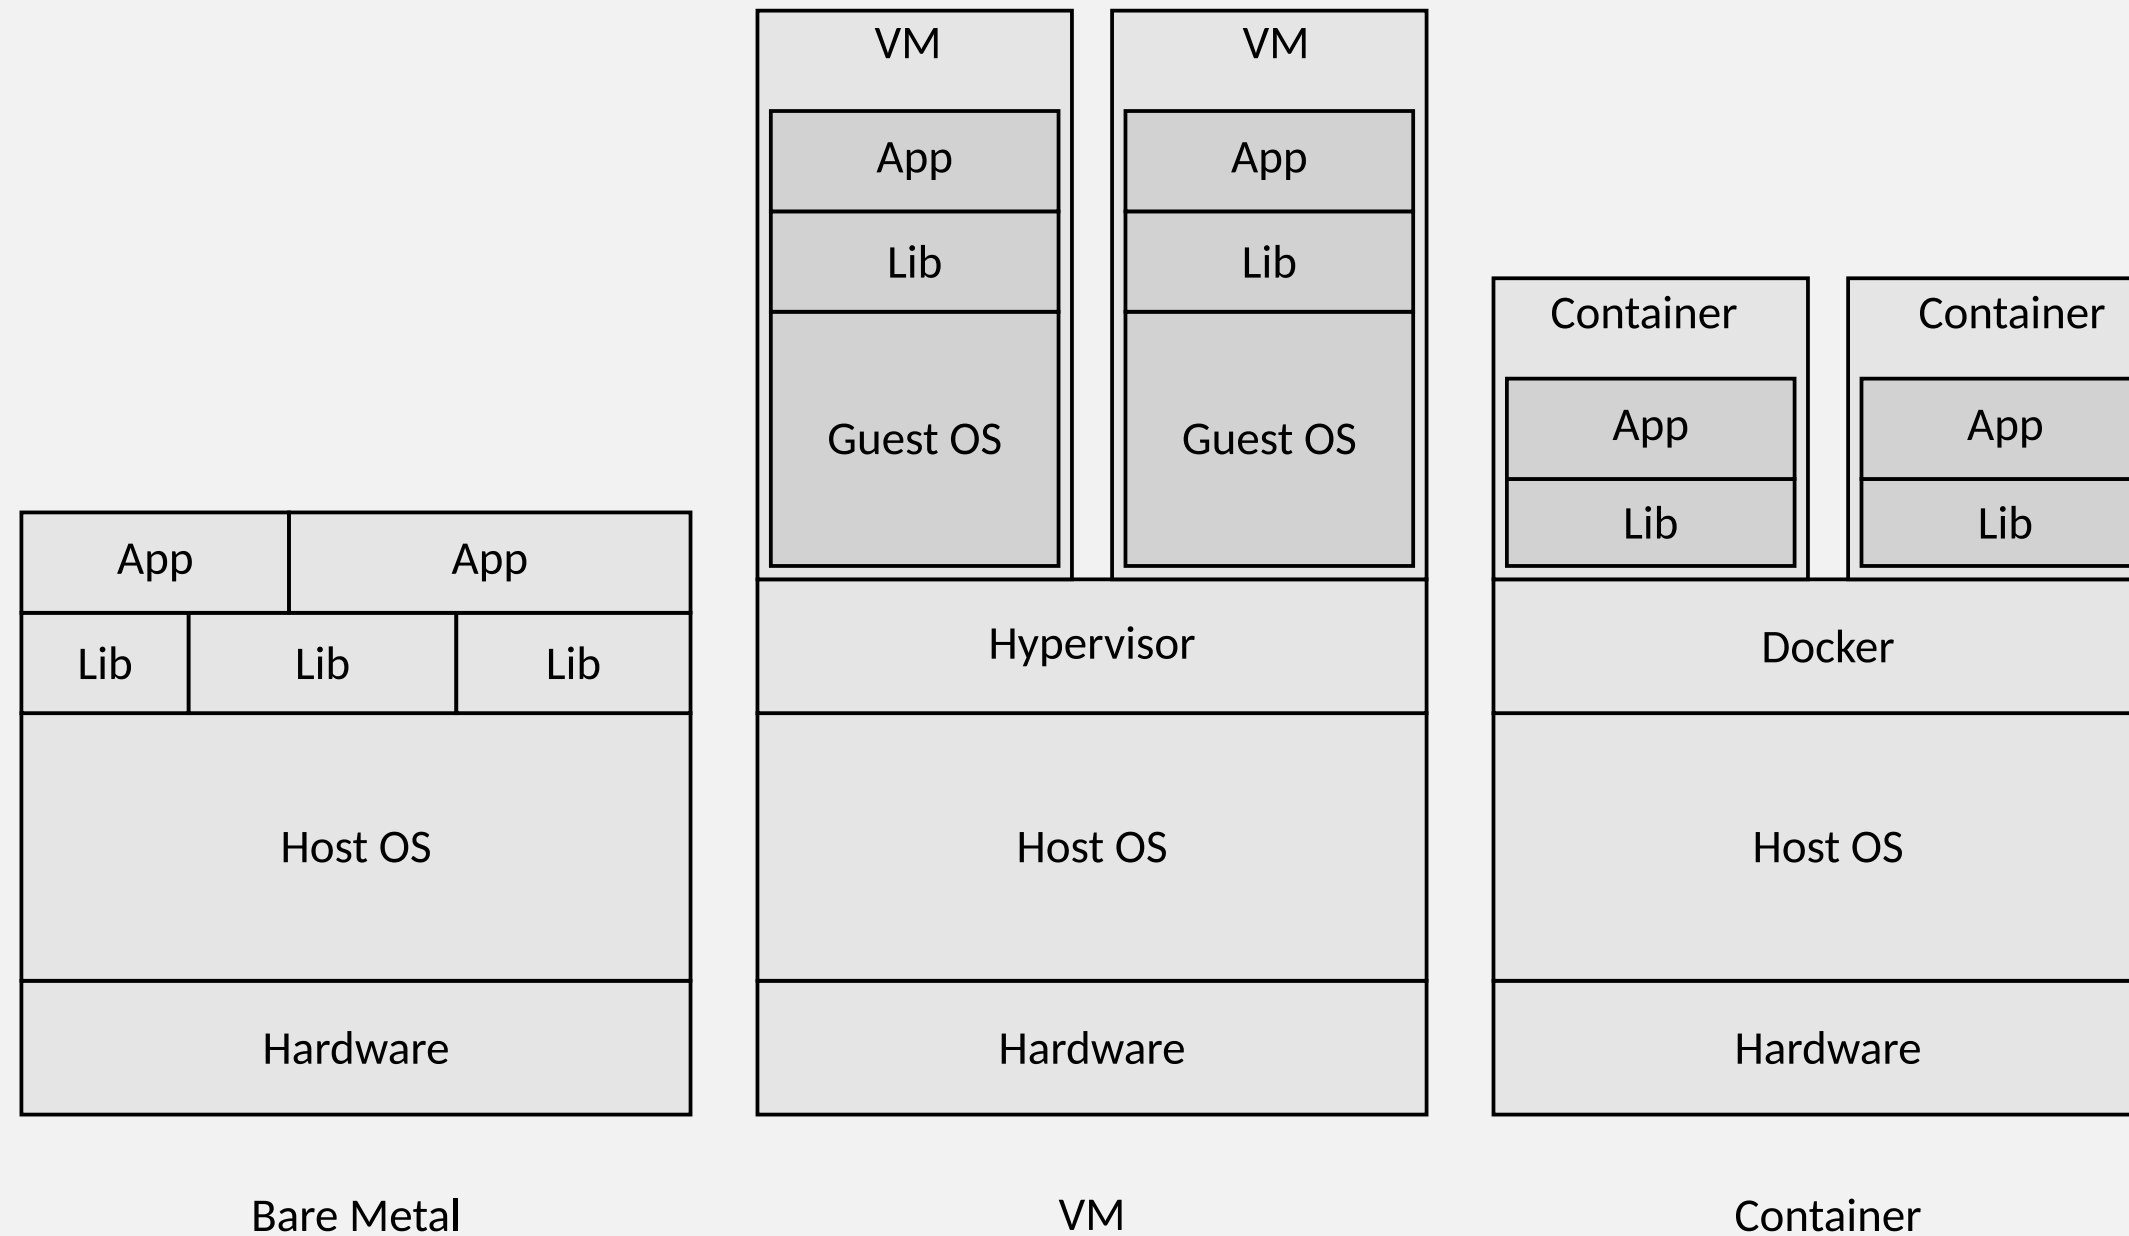 VM
App
Lib
Guest OS
VM
App
Lib
Guest OS
Container
App
Lib
Container
App
Lib
App
App
Lib
Lib
Lib
Host OS
Hardware
Hypervisor
Host OS
Hardware
Docker
Host OS
Hardware
Bare Metal
VM
Container